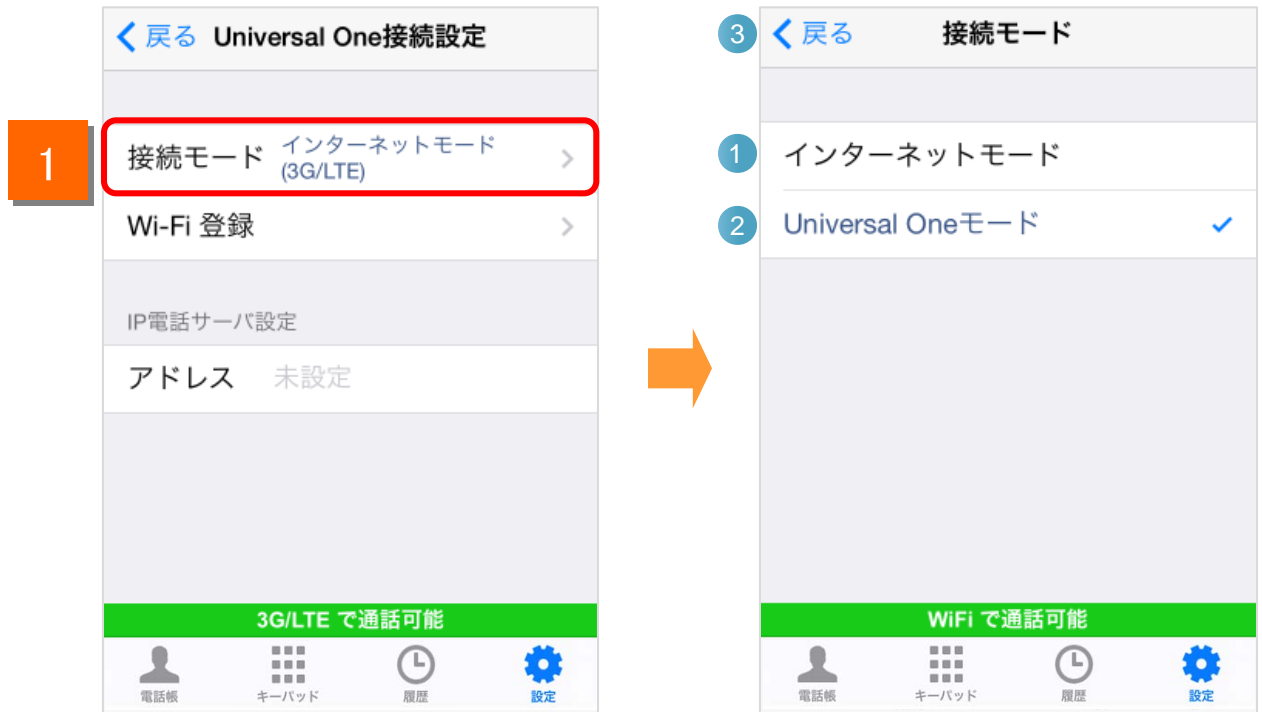 戻る Universal One接続設定
1
接続モード インターネットモード
(3G/LTE)
Wi-Fi 登録
IP電話サーバ設定
アドレス 未設定
3G/LTE で通話可能
電話帳 キーパッド 履歴 設定
3 戻る 接続モード
1 インターネットモード
2 Universal Oneモード
WiFi で通話可能
電話帳 キーパッド 履歴 設定